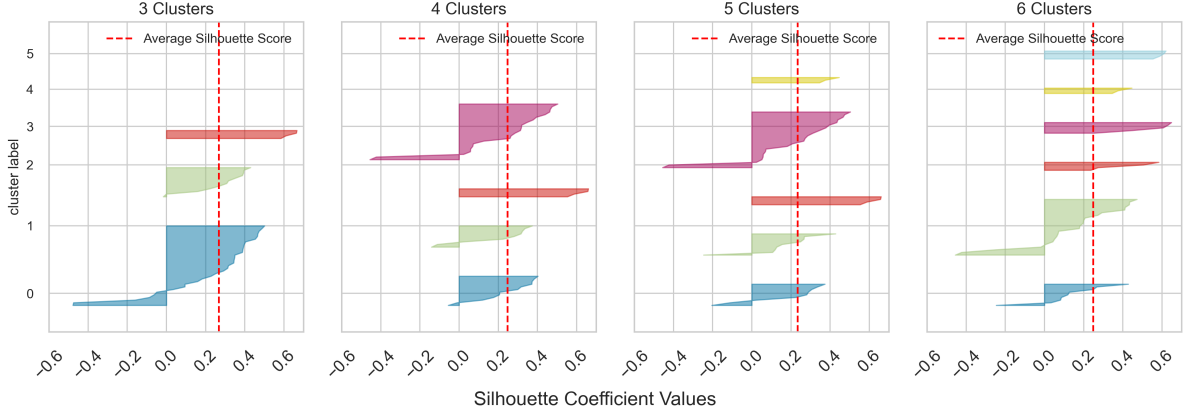 3 Clusters
4 Clusters
5 Clusters
6 Clusters
Average Silhouette Score
Average Silhouette Score
Average Silhouette Score
Average Silhouette Score
cluster label
5
4
3
2
1
0
−0.6 −0.4 −0.2 0.0 0.2 0.4 0.6
−0.6 −0.4 −0.2 0.0 0.2 0.4 0.6
−0.6 −0.4 −0.2 0.0 0.2 0.4 0.6
−0.6 −0.4 −0.2 0.0 0.2 0.4 0.6
Silhouette Coefficient Values